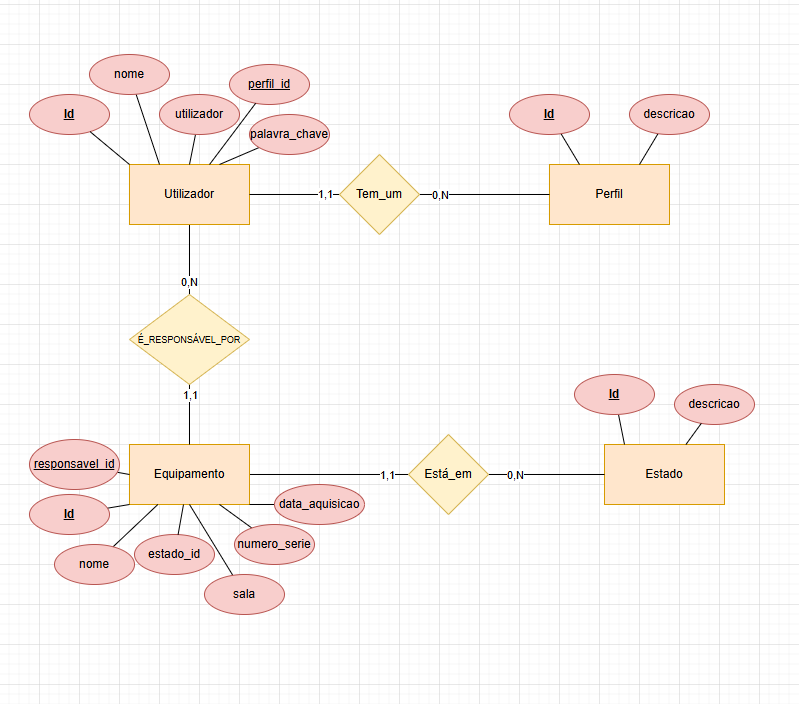 nome
perfil_id
Id
utilizador
palavra_chave
Id
descricao
Utilizador
1,1
Tem_um
0,N
Perfil
0,N
É_RESPONSÁVEL_POR
1,1
Id
descricao
responsavel_id
Equipamento
1,1
Está_em
0,N
Estado
Id
data_aquisicao
nome
estado_id
numero_serie
sala